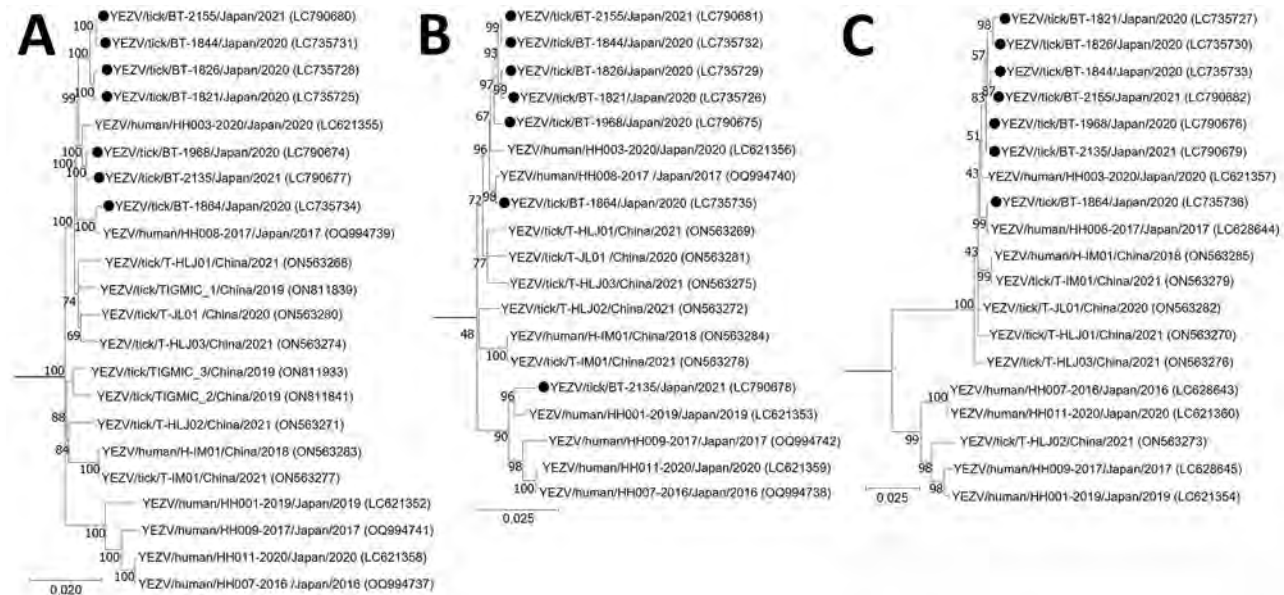 A
YEZV/tick/BT-2155/Japan/2021 (LC790680)
100
YEZV/tick/BT-1844/Japan/2020 (LC735731)
100
YEZV/tick/BT-1826/Japan/2020 (LC735728)
100
YEZV/tick/BT-1821/Japan/2020 (LC735725)
99
YEZV/human/HH003-2020/Japan/2020 (LC621355)
100
YEZV/tick/BT-1968/Japan/2020 (LC790674)
100
100
YEZV/tick/BT-2135/Japan/2021 (LC790677)
YEZV/tick/BT-1864/Japan/2020 (LC735734)
100
100
YEZV/human/HH008-2017/Japan/2017 (OQ994739)
YEZV/tick/T-HLJ01/China/2021 (ON563268)
YEZV/tick/TIGMIC_1/China/2019 (ON811839)
74
YEZV/tick/T-JL01 /China/2020 (ON563280)
69
YEZV/tick/T-HLJ03/China/2021 (ON563274)
100
YEZV/tick/TIGMIC_3/China/2019 (ON811933)
YEZV/tick/TIGMIC_2/China/2019 (ON811841)
88
YEZV/tick/T-HLJ02/China/2021 (ON563271)
84
YEZV/human/H-IM01/China/2018 (ON563283)
100
YEZV/tick/T-IM01/China/2021 (ON563277)
YEZV/human/HH001-2019/Japan/2019 (LC621352)
100
YEZV/human/HH009-2017/Japan/2017 (OQ994741)
100
YEZV/human/HH011-2020/Japan/2020 (LC621358)
100
YEZV/human/HH007-2016 /Japan/2016 (OQ994737)
0.020
B
YEZV/tick/BT-2155/Japan/2021 (LC790681)
99
YEZV/tick/BT-1844/Japan/2020 (LC735732)
93
YEZV/tick/BT-1826/Japan/2020 (LC735729)
97
99
YEZV/tick/BT-1821/Japan/2020 (LC735726)
YEZV/tick/BT-1968/Japan/2020 (LC790675)
67
96
YEZV/human/HH003-2020/Japan/2020 (LC621356)
YEZV/human/HH008-2017 /Japan/2017 (OQ994740)
72
98
YEZV/tick/BT-1864/Japan/2020 (LC735735)
YEZV/tick/T-HLJ01/China/2021 (ON563269)
YEZV/tick/T-JL01 /China/2020 (ON563281)
77
YEZV/tick/T-HLJ03/China/2021 (ON563275)
YEZV/tick/T-HLJ02/China/2021 (ON563272)
48
YEZV/human/H-IM01/China/2018 (ON563284)
100
YEZV/tick/T-IM01/China/2021 (ON563278)
YEZV/tick/BT-2135/Japan/2021 (LC790678)
96
YEZV/human/HH001-2019/Japan/2019 (LC621353)
90
YEZV/human/HH009-2017/Japan/2017 (OQ994742)
98
YEZV/human/HH011-2020/Japan/2020 (LC621359)
100
YEZV/human/HH007-2016/Japan/2016 (OQ994738)
0.025
C
YEZV/tick/BT-1821/Japan/2020 (LC735727)
98
YEZV/tick/BT-1826/Japan/2020 (LC735730)
57
YEZV/tick/BT-1844/Japan/2020 (LC735733)
87
83
YEZV/tick/BT-2155/Japan/2021 (LC790682)
YEZV/tick/BT-1968/Japan/2020 (LC790676)
51
YEZV/tick/BT-2135/Japan/2021 (LC790679)
43
YEZV/human/HH003-2020/Japan/2020 (LC621357)
YEZV/tick/BT-1864/Japan/2020 (LC735736)
99
YEZV/human/HH008-2017/Japan/2017 (LC628644)
43
YEZV/human/H-IM01/China/2018 (ON563285)
99
YEZV/tick/T-IM01/China/2021 (ON563279)
100
YEZV/tick/T-JL01/China/2020 (ON563282)
YEZV/tick/T-HLJ01/China/2021 (ON563270)
YEZV/tick/T-HLJ03/China/2021 (ON563276)
100
YEZV/human/HH007-2016/Japan/2016 (LC628643)
YEZV/human/HH011-2020/Japan/2020 (LC621360)
99
YEZV/tick/T-HLJ02/China/2021 (ON563273)
98
YEZV/human/HH009-2017/Japan/2017 (LC628645)
98
YEZV/human/HH001-2019/Japan/2019 (LC621354)
0.025